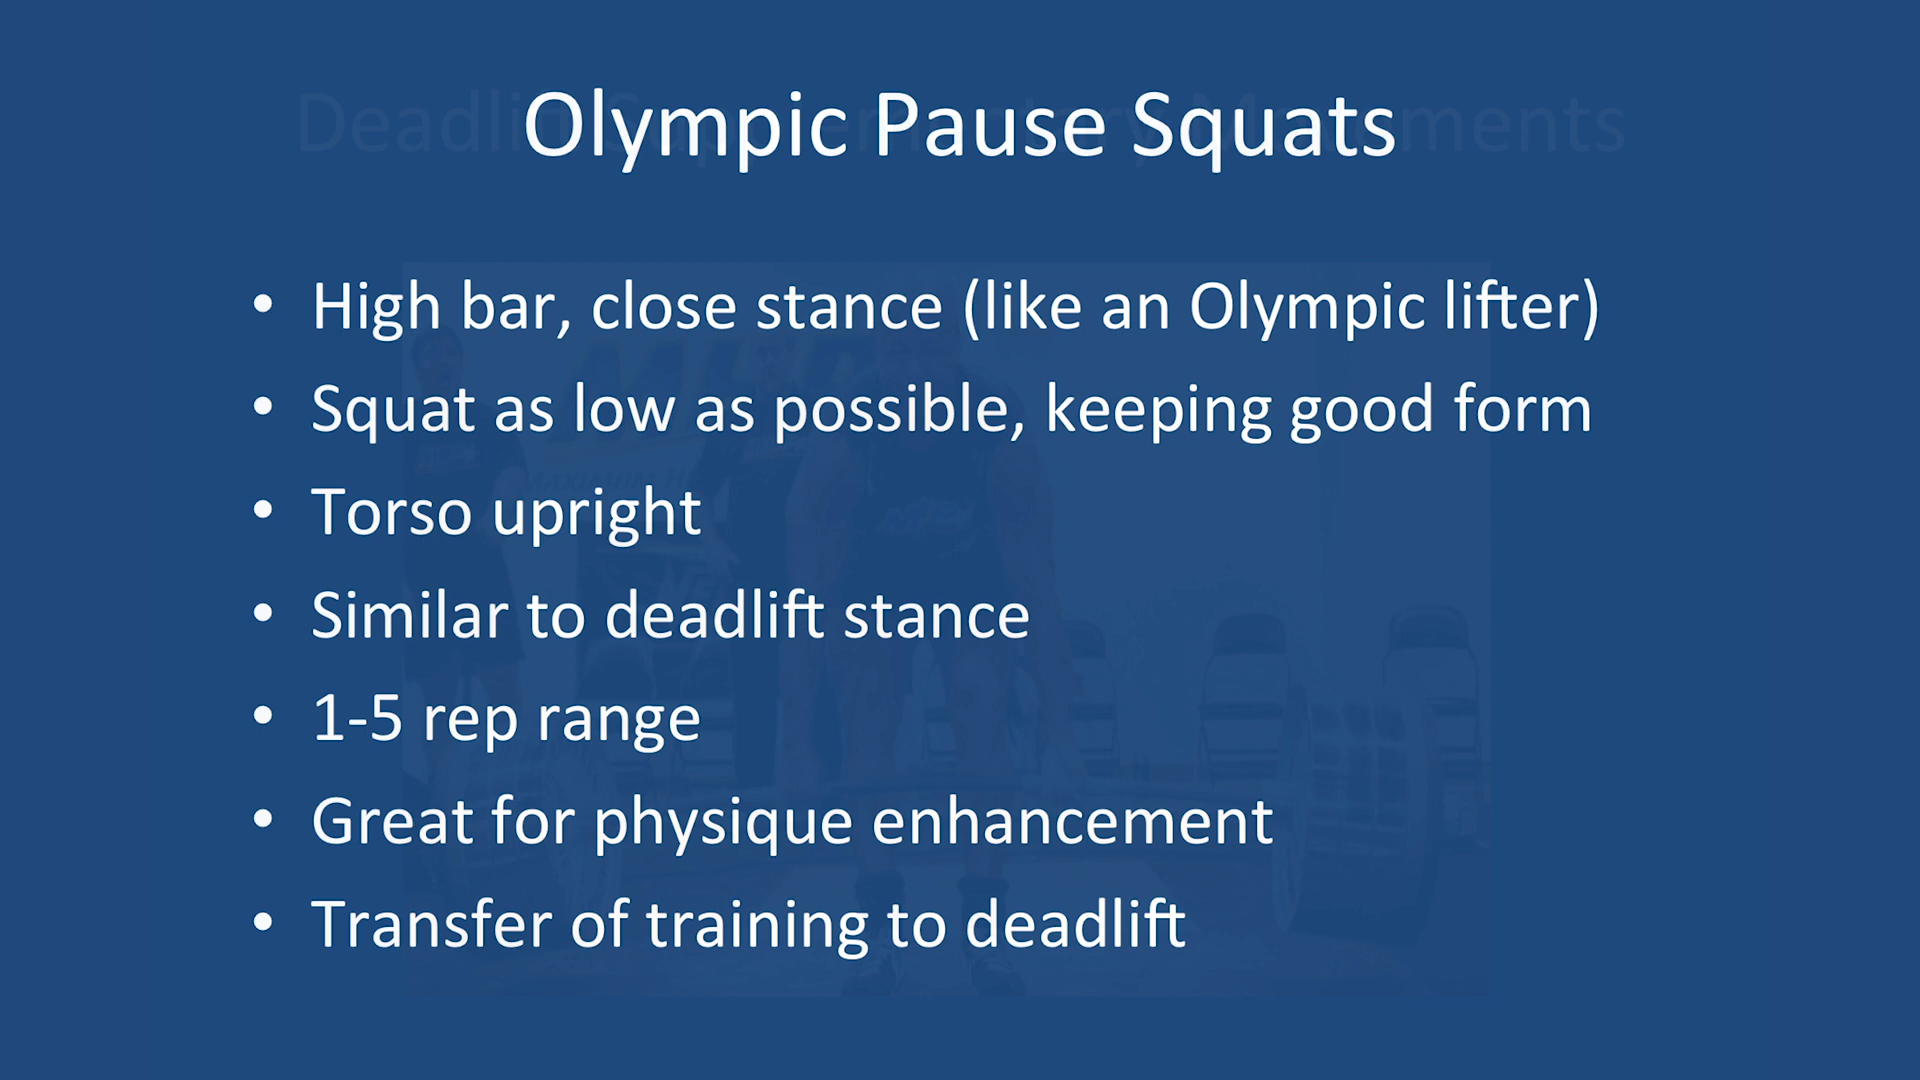 Olympic Pause Squats
• High bar, close stance (like an Olympic lifter)
• Squat as low as possible, keeping good form
• Torso upright
• Similar to deadlift stance
• 1-5 rep range
• Great for physique enhancement
• Transfer of training to deadlift